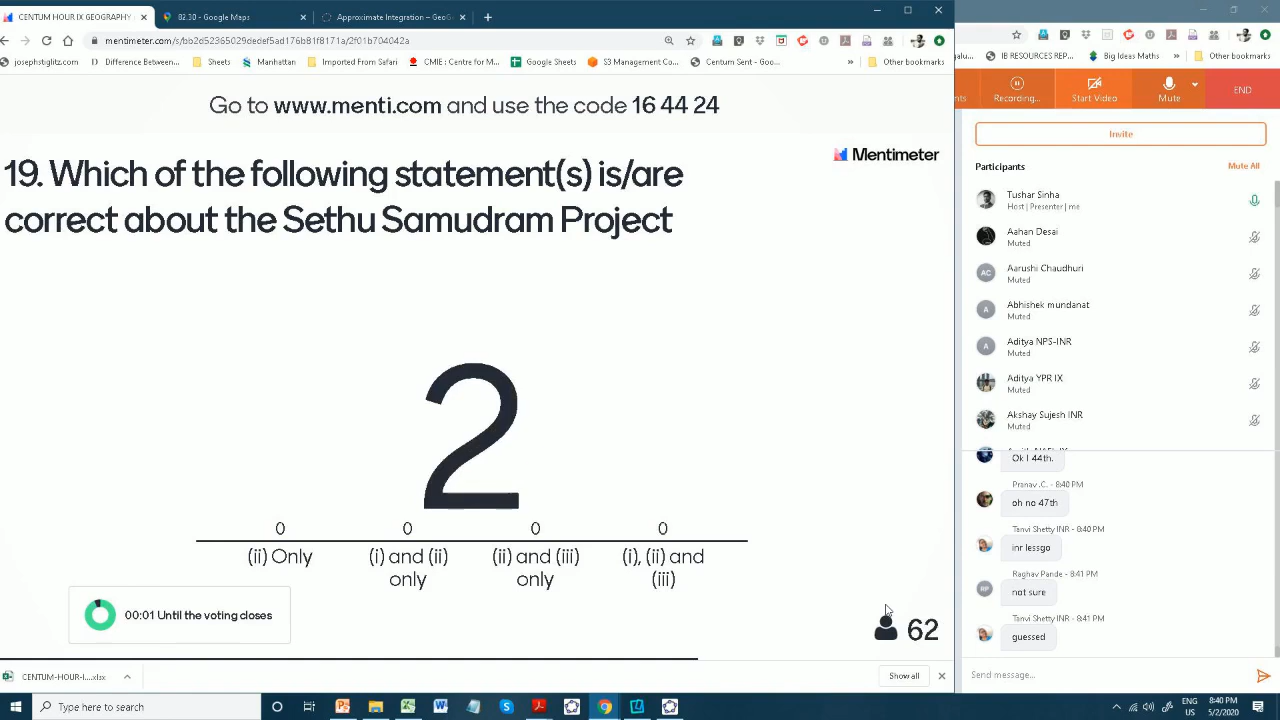 CENTUM HOUR IX GEOGRAPHY
82.30 - Google Maps
Approximate Integration – GeoG
mentimeter.com/s/bb2d52365029dedef5ad176b81f8171a/2f01b704042a
josephstiglitz.com
Difference Between...
Sheets
Manhattan
Imported From Safari
CMIE : Centre for M...
Google Sheets
S3 Management Co...
Centum Sent - Goo...
»
Other bookmarks
IB RESOURCES REP...
Big Ideas Maths
»
Other bookmarks
Go to www.menti.com and use the code 16 44 24
Mentimeter
19. Which of the following statement(s) is/are
correct about the Sethu Samudram Project
2
0 0 0 0
(ii) Only
(i) and (ii)
only
(ii) and (iii)
only
(i), (ii) and
(iii)
00:01 Until the voting closes
62
Recording...
Start Video
Mute
END
Invite
Participants
Mute All
Tushar Sinha
Host | Presenter | me
Aahan Desai
Muted
AC
Aarushi Chaudhuri
Muted
A
Abhishek mundanat
Muted
A
Aditya NPS-INR
Muted
Aditya YPR IX
Muted
Akshay Sujesh INR
Muted
Ok I 44th.
Pranav .C. - 8:40 PM
oh no 47th
Tanvi Shetty INR - 8:40 PM
inr lessgo
Raghav Pande - 8:41 PM
RP
not sure
Tanvi Shetty INR - 8:41 PM
guessed
Send message...
CENTUM-HOUR-I....xlsx
Show all
Type here to search
ENG
US
8:40 PM
5/2/2020